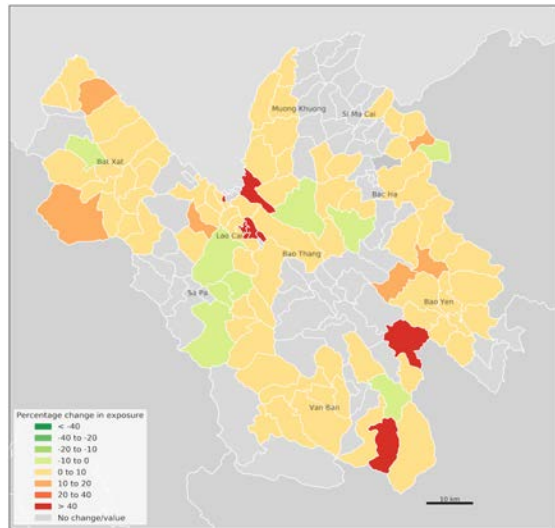 Muong Khuong
Si Ma Cai
Bat Xat
Bac Ha
Lao Cai
Bao Thang
Sa Pa
Bao Yen
Van Ban
Percentage change in exposure
< -40
-40 to -20
-20 to -10
-10 to 0
0 to 10
10 to 20
20 to 40
> 40
No change/value
10 km